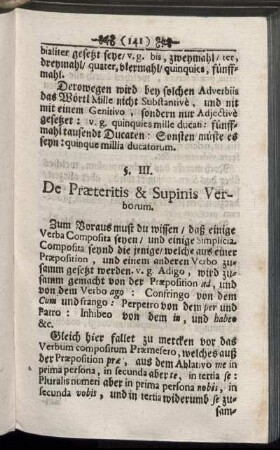 (141)
bialiter gesetzt seye/ v. g. bis, zweymahl/ ter,
dreymahl/ quater, viermahl/ quinquies, fünff-
mahl.
Derowegen wird bey solchen Adverbiis
das Wörtl Mille nicht Substantivè, und nit
mit einem Genitivo, sondern nur Adjectivè
gesetzet: v. g. quinquies mille ducati: fünff-
mahl tausendt Ducaten: Sonsten müste es
seyn: quinque millia ducatorum.
§. III.
De Præteritis & Supinis Ver-
borum.
Zum Voraus must du wissen/ daß einige
Verba Composita seyen/ und einige Simplicia.
Composita seynd die jenige/ welche aus einer
Præposition, und einem anderen Verbo zu-
samm gesetzt werden. v. g. Adigo, wird zu-
samm gemacht von der Præposition ad, und
von dem Verbo ago: Confringo von dem
Cum und frango: Perpetro von dem per und
Patro: Inhibeo von dem in, und habeo
&c.
Gleich hier fallet zu mercken vor das
Verbum compositum Præmefero, welches auß
der Præposition præ, aus dem Ablativo me in
prima persona, in secunda aber te, in tertia se:
Pluralis numeri aber in prima persona nobis, in
secunda vobis, und in tertia widerumb se zu-
sam-